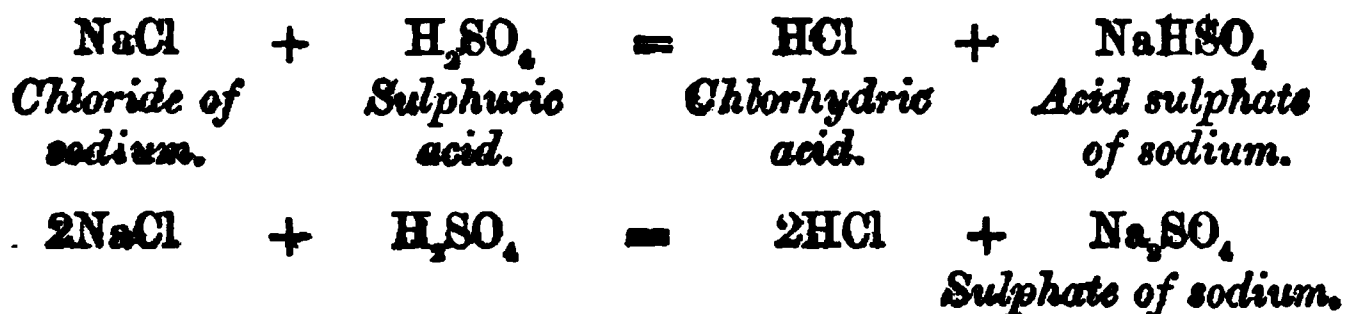 NaCl + H₂SO₄ = HCl + NaHSO₄
Chloride of Sulphuric Chlorhydric Acid sulphate
sodium. acid. acid. of sodium.
2NaCl + H₂SO₄ = 2HCl + Na₂SO₄
Sulphate of sodium.